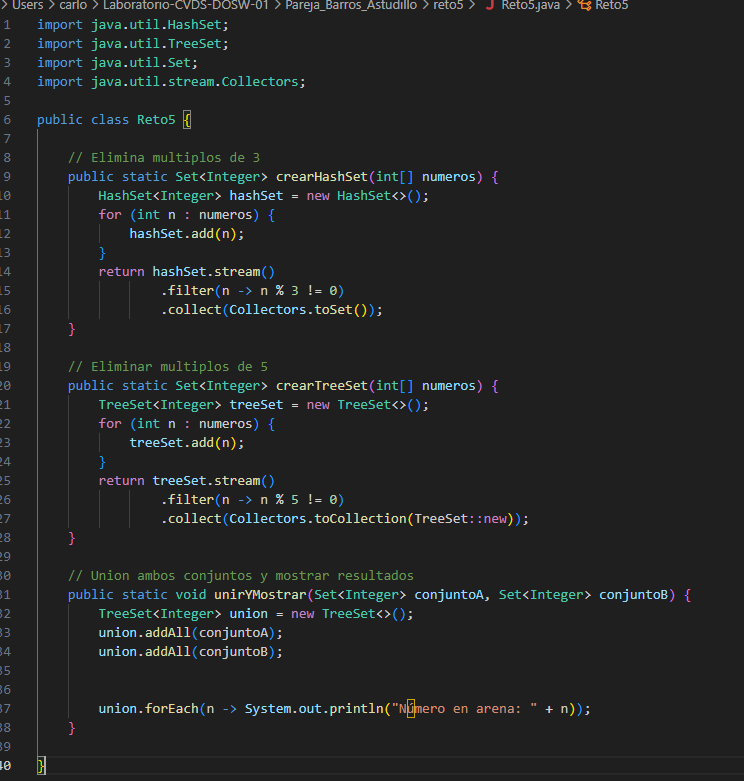 > Users > carlo > Laboratorio-CVDS-DOSW-01 > Pareja_Barros_Astudillo > reto5 > J Reto5.java > Reto5
1 import java.util.HashSet;
2 import java.util.TreeSet;
3 import java.util.Set;
4 import java.util.stream.Collectors;
5
6 public class Reto5 {
7
8 // Elimina multiplos de 3
9 public static Set<Integer> crearHashSet(int[] numeros) {
10 HashSet<Integer> hashSet = new HashSet<>();
11 for (int n : numeros) {
12 hashSet.add(n);
13 }
14 return hashSet.stream()
15 .filter(n -> n % 3 != 0)
16 .collect(Collectors.toSet());
17 }
18
19 // Eliminar multiplos de 5
20 public static Set<Integer> crearTreeSet(int[] numeros) {
21 TreeSet<Integer> treeSet = new TreeSet<>();
22 for (int n : numeros) {
23 treeSet.add(n);
24 }
25 return treeSet.stream()
26 .filter(n -> n % 5 != 0)
27 .collect(Collectors.toCollection(TreeSet::new));
28 }
29
30 // Union ambos conjuntos y mostrar resultados
31 public static void unirYMostrar(Set<Integer> conjuntoA, Set<Integer> conjuntoB) {
32 TreeSet<Integer> union = new TreeSet<>();
33 union.addAll(conjuntoA);
34 union.addAll(conjuntoB);
35
36
37 union.forEach(n -> System.out.println("Número en arena: " + n));
38 }
39
40 }